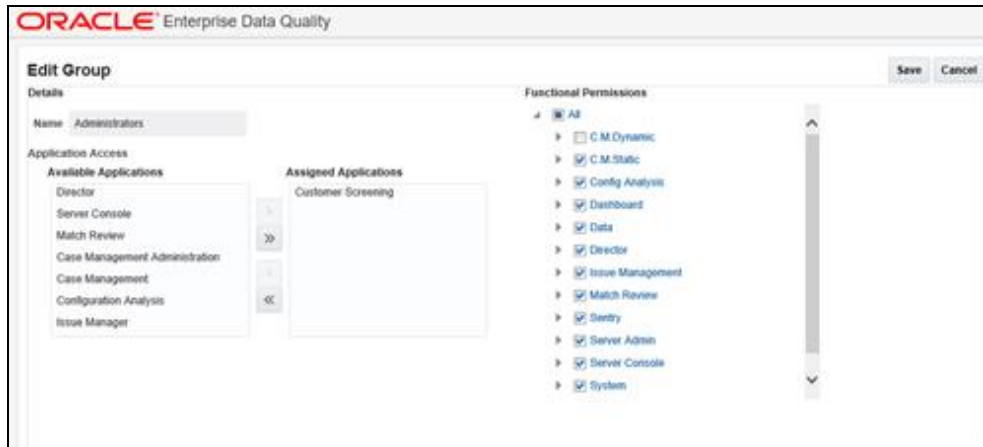 ORACLE Enterprise Data Quality
Edit Group
Save Cancel
Details
Name Administrators
Application Access
Available Applications
Director
Server Console
Match Review
Case Management Administration
Case Management
Configuration Analysis
Issue Manager
Assigned Applications
Customer Screening
Functional Permissions
All
C.M.Dynamic
C.M.Static
Config Analysis
Dashboard
Data
Director
Issue Management
Match Review
Sentry
Server Admin
Server Console
System